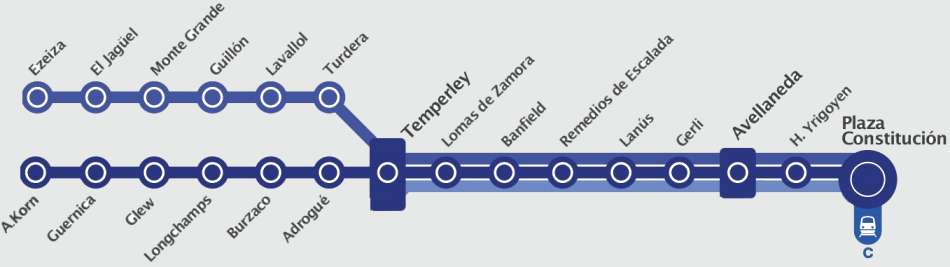 Ezeiza
El Jagüel
Monte Grande
Guillón
Lavallol
Turdera
Temperley
Lomas de Zamora
Banfield
Remedios de Escalada
Lanús
Gerli
Avellaneda
H. Yrigoyen
Plaza
Constitución
A.Korn
Guernica
Glew
Longchamps
Burzaco
Adrogué
C